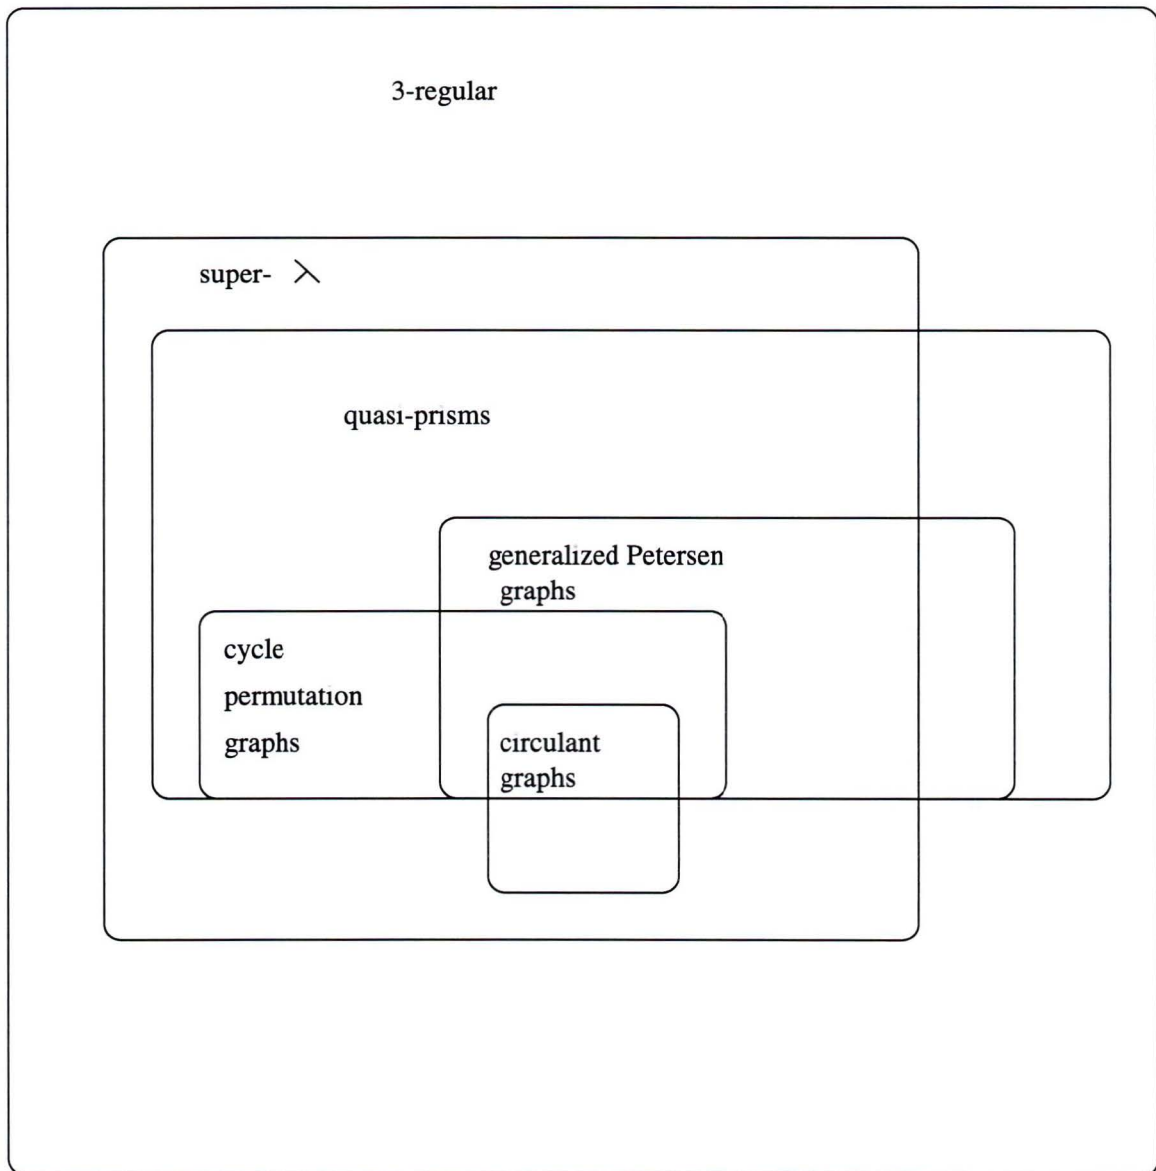 3-regular
super- λ
quasi-prisms
generalized Petersen
graphs
cycle
permutation
graphs
circulant
graphs